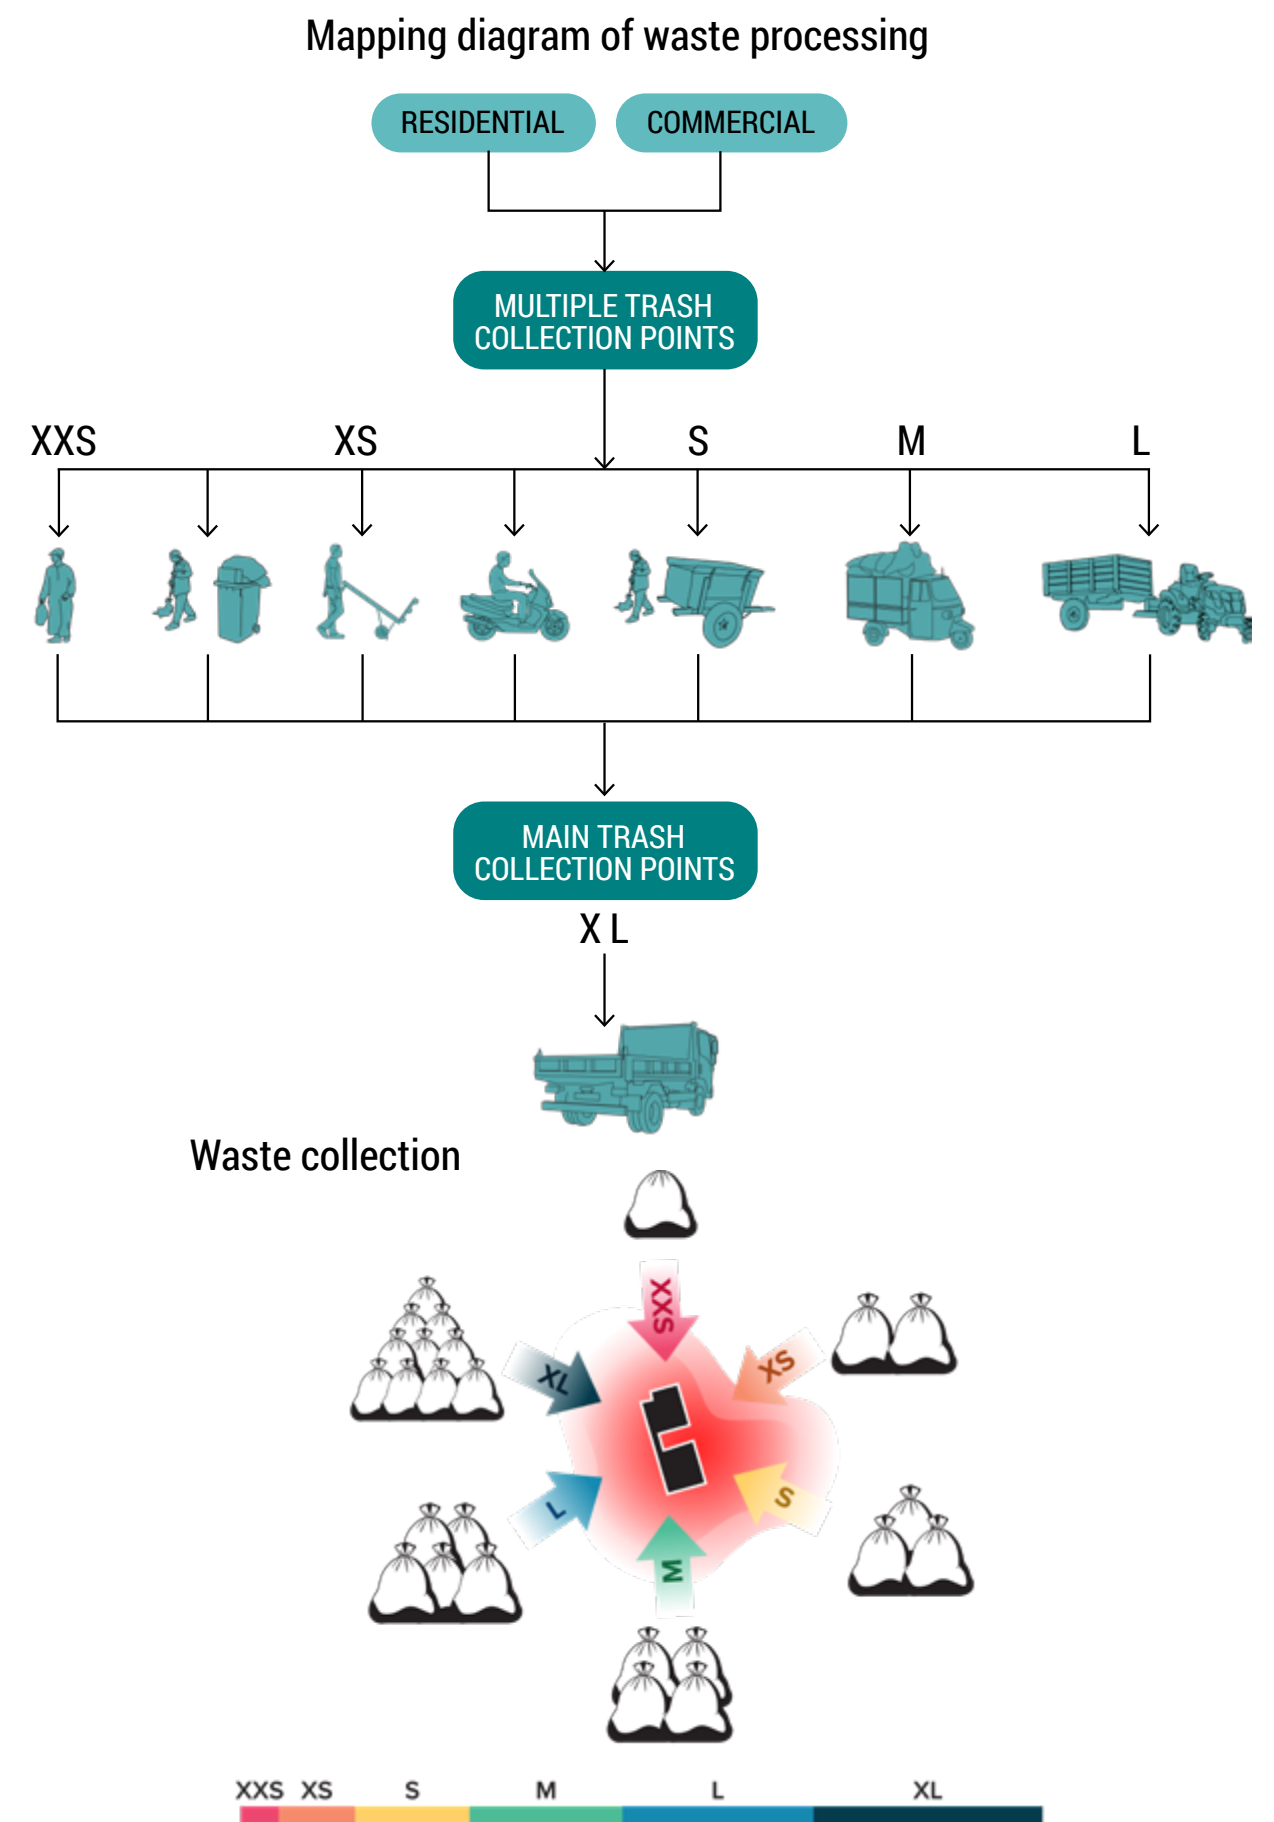 Mapping diagram of waste processing
RESIDENTIAL
COMMERCIAL
MULTIPLE TRASH
COLLECTION POINTS
XXS
XS
S
M
L
MAIN TRASH
COLLECTION POINTS
X L
Waste collection
XXS
XS
XL
S
L
M
XXS XS S M L XL